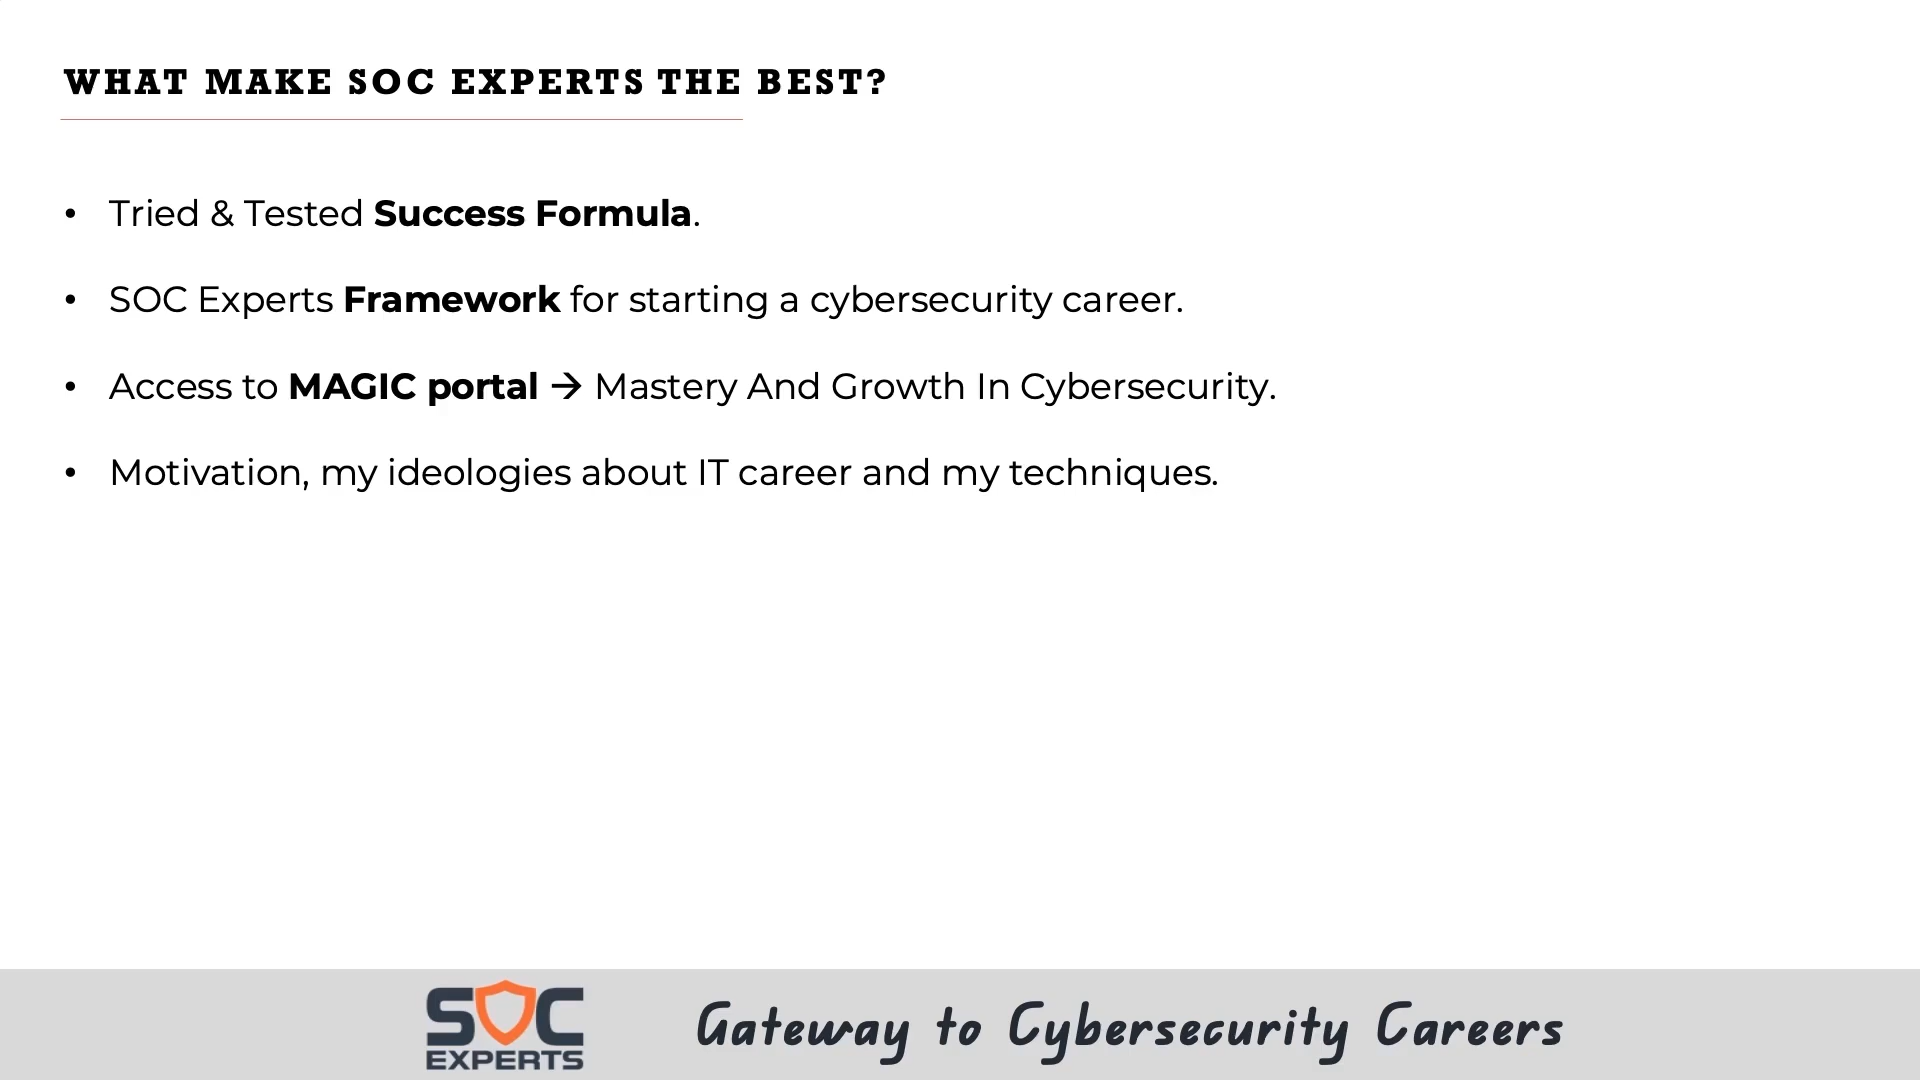 WHAT MAKE SOC EXPERTS THE BEST?
• Tried & Tested Success Formula.
• SOC Experts Framework for starting a cybersecurity career.
• Access to MAGIC portal → Mastery And Growth In Cybersecurity.
• Motivation, my ideologies about IT career and my techniques.
SOC
EXPERTS
Gateway to Cybersecurity Careers